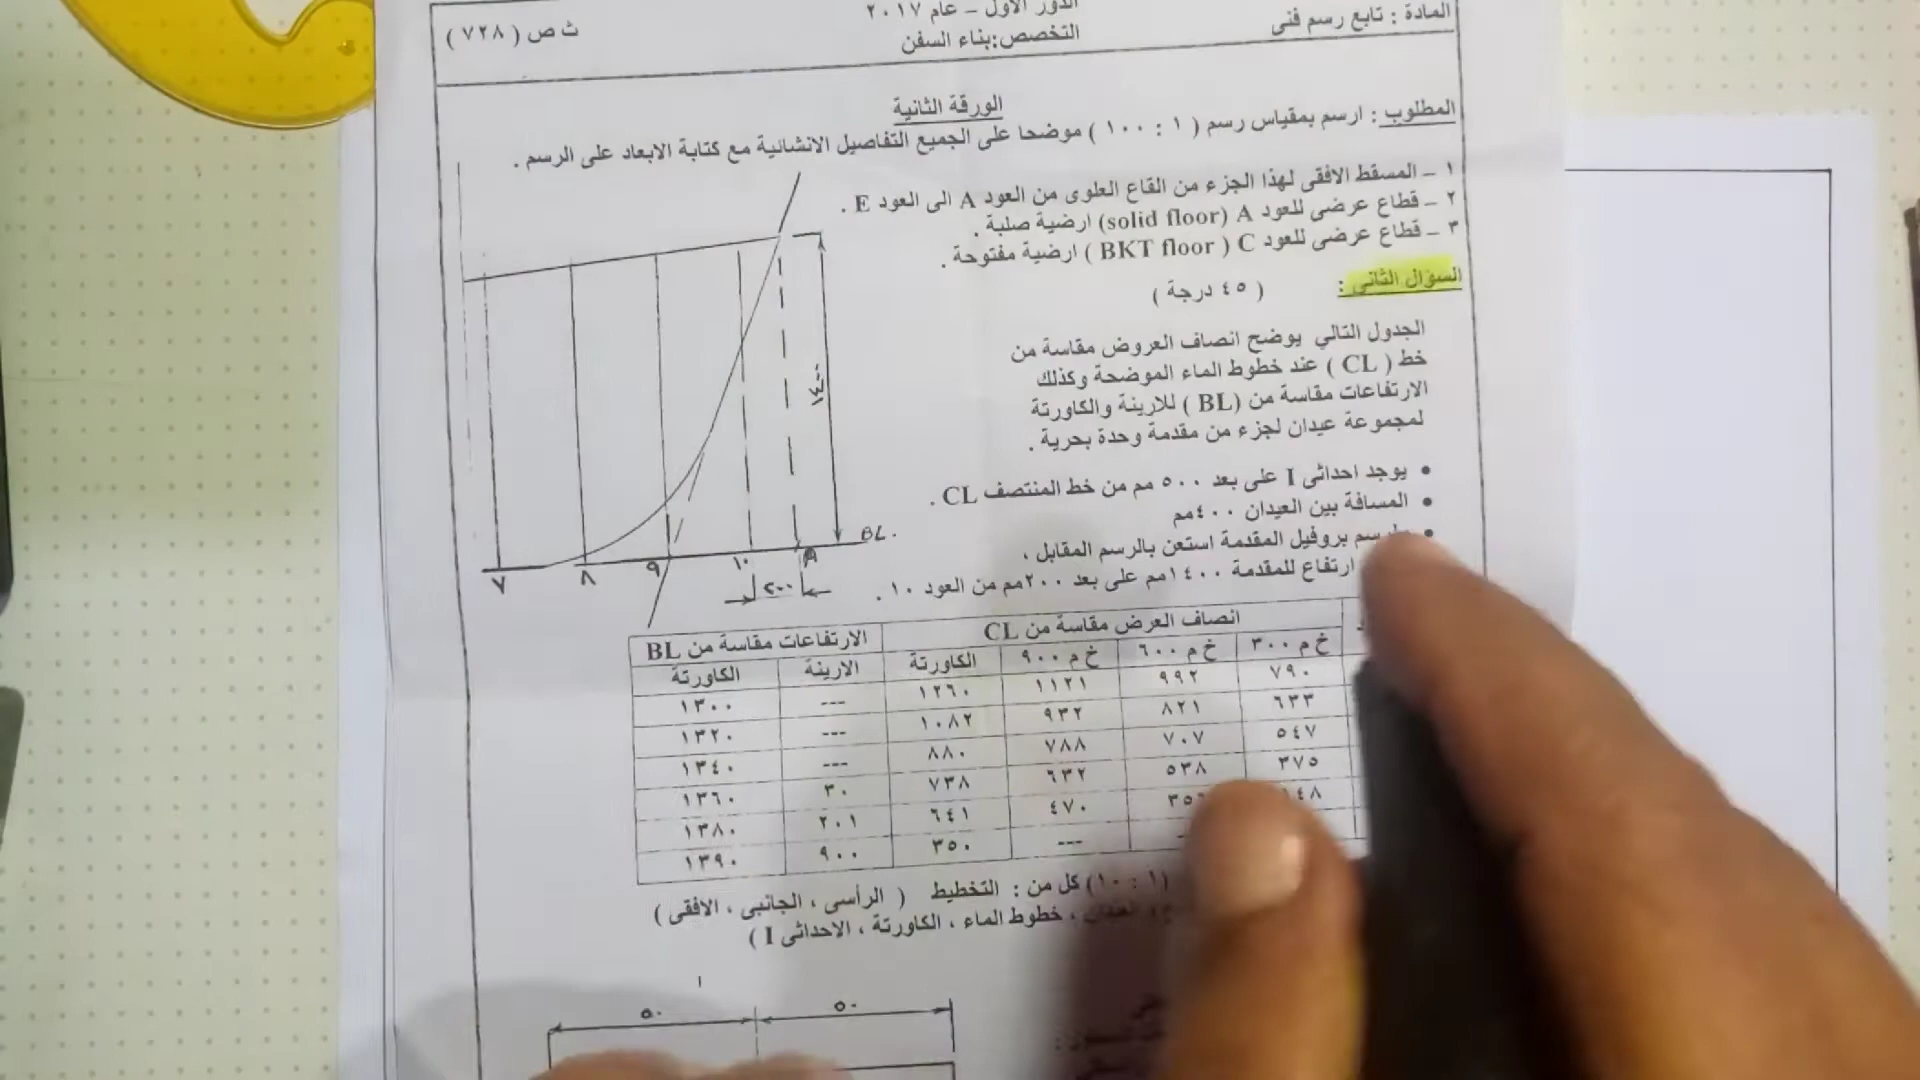 المادة : تابع رسم فنى
الدور الأول - عام ٢٠١٧
التخصص:بناء السفن
ث ص ( ٧٢٨ )
الورقة الثانية
المطلوب : ارسم بمقياس رسم ( ١ : ١٠٠ ) موضحا على الجميع التفاصيل الانشائية مع كتابة الابعاد على الرسم .
١ - المسقط الافقى لهذا الجزء من القاع العلوى من العود A الى العود E .
٢ - قطاع عرضى للعود A (solid floor) ارضية صلبة .
٣ - قطاع عرضى للعود C ( BKT floor ) ارضية مفتوحة .
السؤال الثانى : ( ٤٥ درجة )
الجدول التالي يوضح انصاف العروض مقاسة من
خط ( CL ) عند خطوط الماء الموضحة وكذلك
الارتفاعات مقاسة من (BL ) للارينة والكاورتة
لمجموعة عيدان لجزء من مقدمة وحدة بحرية .
• يوجد احداثى I على بعد ٥٠٠ مم من خط المنتصف CL .
• المسافة بين العيدان ٤٠٠مم
• لرسم بروفيل المقدمة استعن بالرسم المقابل ،
ارتفاع للمقدمة ١٤٠٠مم على بعد ٢٠٠مم من العود ١٠ .
١٤٠٠
BL.
٧ ٨ ٩ ١٠ A
٢٠٠
انصاف العرض مقاسة من CL الارتفاعات مقاسة من BL
خ م ٣٠٠ خ م ٦٠٠ خ م ٩٠٠ الكاورتة الارينة الكاورتة
٧٩٠ ٩٩٢ ١١٢١ ١٢٦٠ --- ١٣٠٠
٦٣٣ ٨٢١ ٩٣٢ ١٠٨٢ --- ١٣٢٠
٥٤٧ ٧٠٧ ٧٨٨ ٨٨٠ --- ١٣٤٠
٣٧٥ ٥٣٨ ٦٣٢ ٧٣٨ ٣٠ ١٣٦٠
٤٧٠ ٦٤١ ٢٠١ ١٣٨٠
--- ٣٥٠ ٩٠٠ ١٣٩٠
(١ : ١٠) كل من : التخطيط ( الرأسى ، الجانبى ، الافقى )
العيدان ، خطوط الماء ، الكاورتة ، الاحداثى I )
٥٠ ٥٠